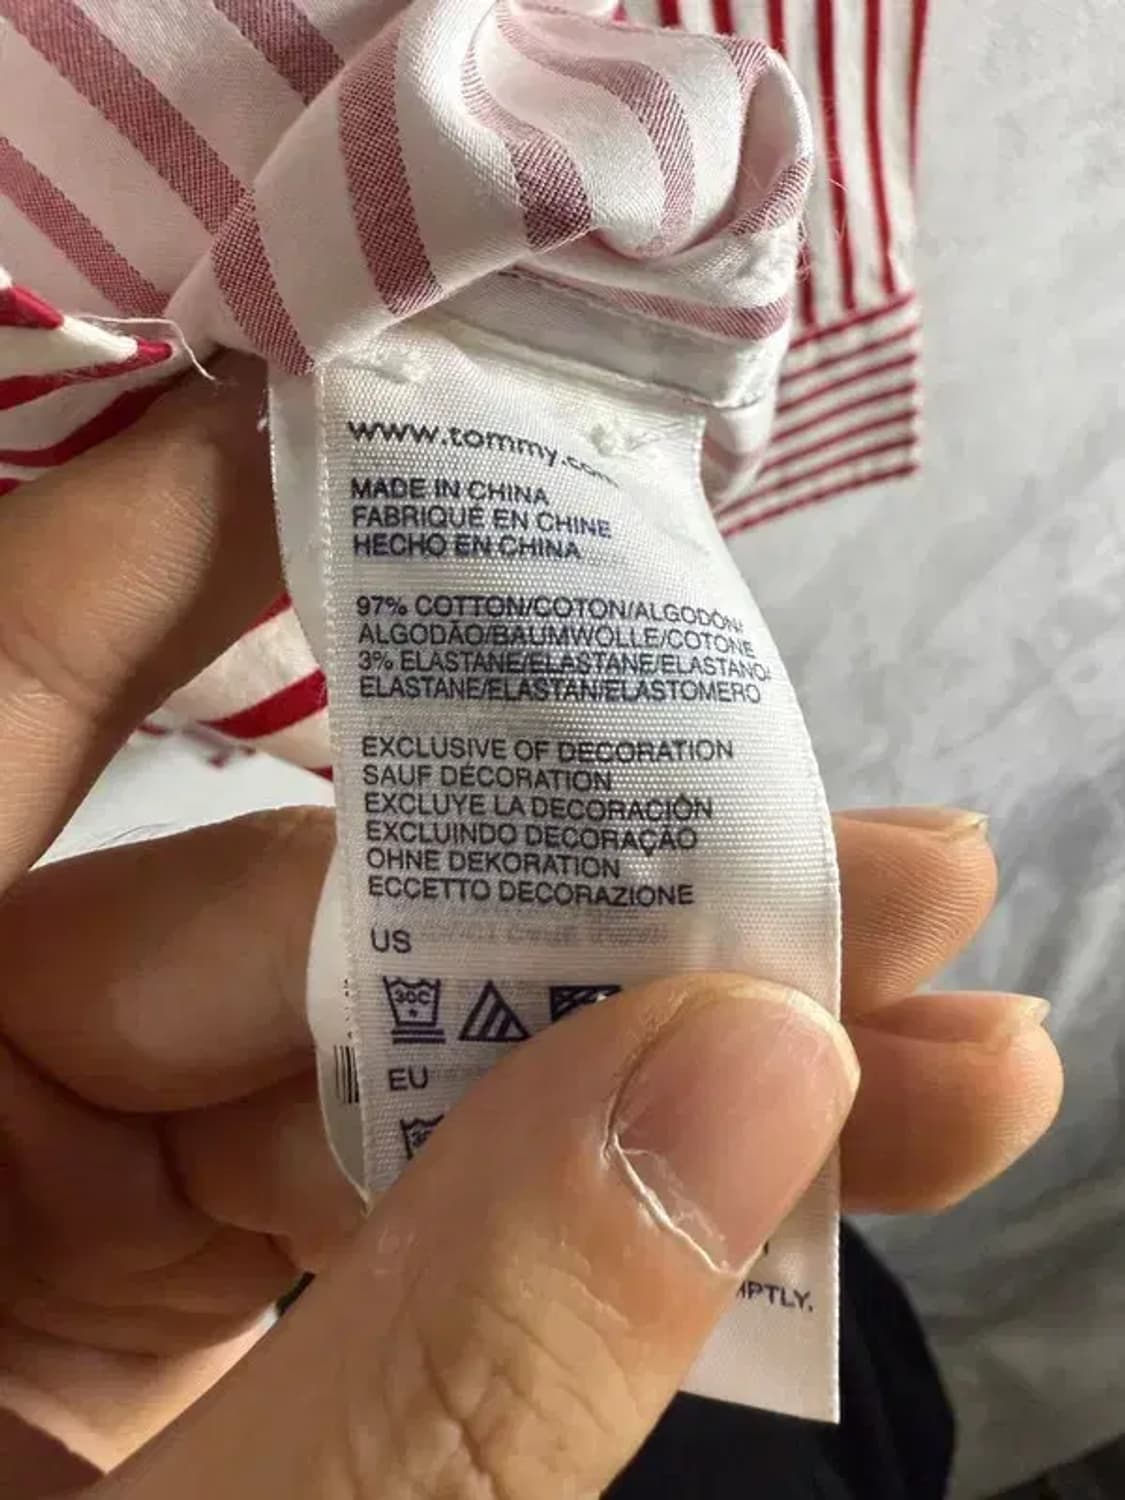 www.tommy.com
MADE IN CHINA
FABRIQUÉ EN CHINE
HECHO EN CHINA
97% COTTON/COTON/ALGODÓN/
ALGODÃO/BAUMWOLLE/COTONE
3% ELASTANE/ELASTANE/ELASTANO/
ELASTANE/ELASTAN/ELASTOMERO
EXCLUSIVE OF DECORATION
SAUF DÉCORATION
EXCLUYE LA DECORACIÓN
EXCLUINDO DECORAÇÃO
OHNE DEKORATION
ECCETTO DECORAZIONE
US
30C
EU